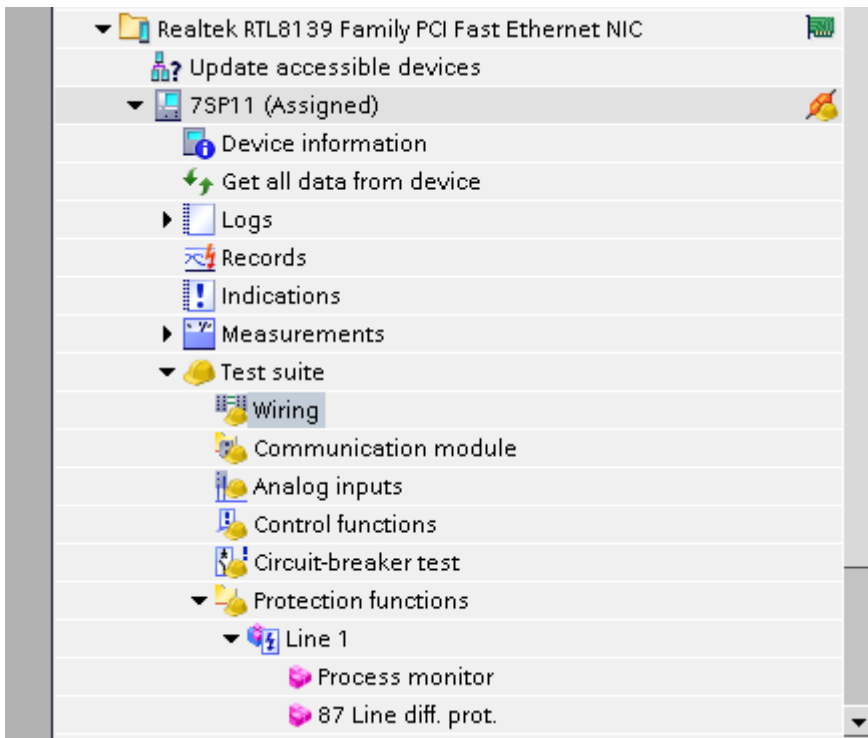 Realtek RTL8139 Family PCI Fast Ethernet NIC
Update accessible devices
7SP11 (Assigned)
Device information
Get all data from device
Logs
Records
Indications
Measurements
Test suite
Wiring
Communication module
Analog inputs
Control functions
Circuit-breaker test
Protection functions
Line 1
Process monitor
87 Line diff. prot.